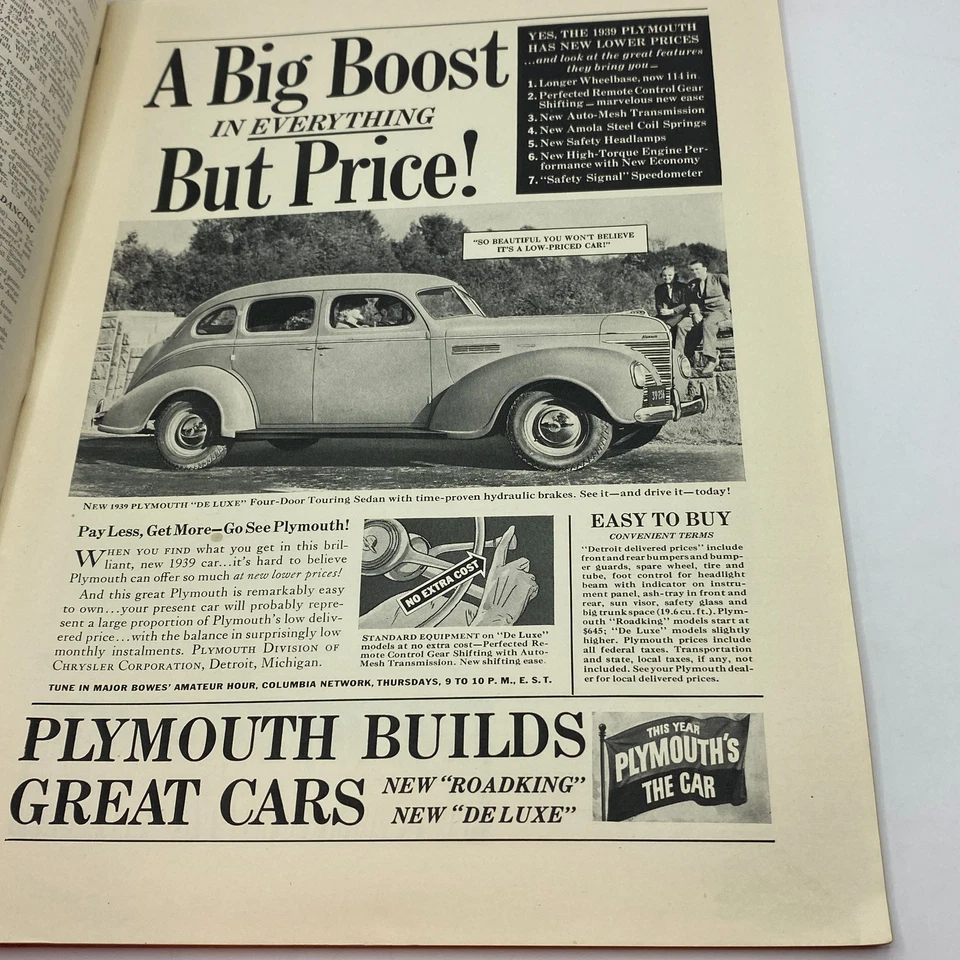 A Big Boost
IN EVERYTHING
But Price!
YES, THE 1939 PLYMOUTH
HAS NEW LOWER PRICES
...and look at the great features
they bring you—
1. Longer Wheelbase, now 114 in.
2. Perfected Remote Control Gear
Shifting—marvelous new ease
3. New Auto-Mesh Transmission
4. New Amola Steel Coil Springs
5. New Safety Headlamps
6. New High-Torque Engine Per-
formance with New Economy
7. "Safety Signal" Speedometer
"SO BEAUTIFUL YOU WON'T BELIEVE
IT'S A LOW-PRICED CAR!"
NEW 1939 PLYMOUTH "DE LUXE" Four-Door Touring Sedan with time-proven hydraulic brakes. See it—and drive it—today!
Pay Less, Get More—Go See Plymouth!
WHEN YOU FIND what you get in this bril-
liant, new 1939 car...it's hard to believe
Plymouth can offer so much at new lower prices!
And this great Plymouth is remarkably easy
to own...your present car will probably repre-
sent a large proportion of Plymouth's low deliv-
ered price...with the balance in surprisingly low
monthly instalments. PLYMOUTH DIVISION OF
CHRYSLER CORPORATION, Detroit, Michigan.
NO EXTRA COST
STANDARD EQUIPMENT on "De Luxe"
models at no extra cost—Perfected Re-
mote Control Gear Shifting with Auto-
Mesh Transmission. New shifting ease.
EASY TO BUY
CONVENIENT TERMS
"Detroit delivered prices" include
front and rear bumpers and bump-
er guards, spare wheel, tire and
tube, foot control for headlight
beam with indicator on instru-
ment panel, ash-tray in front and
rear, sun visor, safety glass and
big trunk space (19.6 cu. ft.). Plym-
outh "Roadking" models start at
$645; "De Luxe" models slightly
higher. Plymouth prices include
all federal taxes. Transportation
and state, local taxes, if any, not
included. See your Plymouth deal-
er for local delivered prices.
TUNE IN MAJOR BOWES' AMATEUR HOUR, COLUMBIA NETWORK, THURSDAYS, 9 TO 10 P. M., E. S. T.
PLYMOUTH BUILDS
GREAT CARS
NEW "ROADKING"
NEW "DE LUXE"
THIS YEAR
PLYMOUTH'S
THE CAR
DANCING